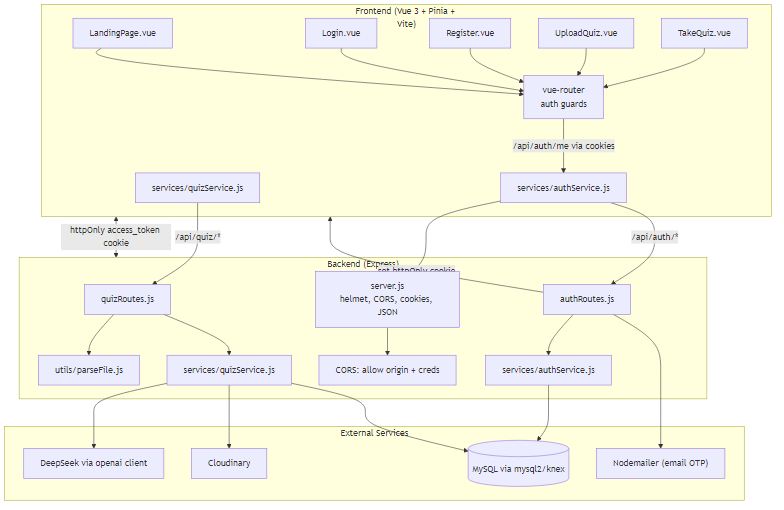 Frontend (Vue 3 + Pinia +
Vite)
LandingPage.vue
Login.vue
Register.vue
UploadQuiz.vue
TakeQuiz.vue
vue-router
auth guards
/api/auth/me via cookies
services/quizService.js
services/authService.js
httpOnly access_token
cookie
/api/quiz/*
/api/auth/*
Backend (Express)
set httpOnly cookie
quizRoutes.js
server.js
helmet, CORS, cookies,
JSON
authRoutes.js
utils/parseFile.js
services/quizService.js
CORS: allow origin + creds
services/authService.js
External Services
DeepSeek via openai client
Cloudinary
MySQL via mysql2/knex
Nodemailer (email OTP)